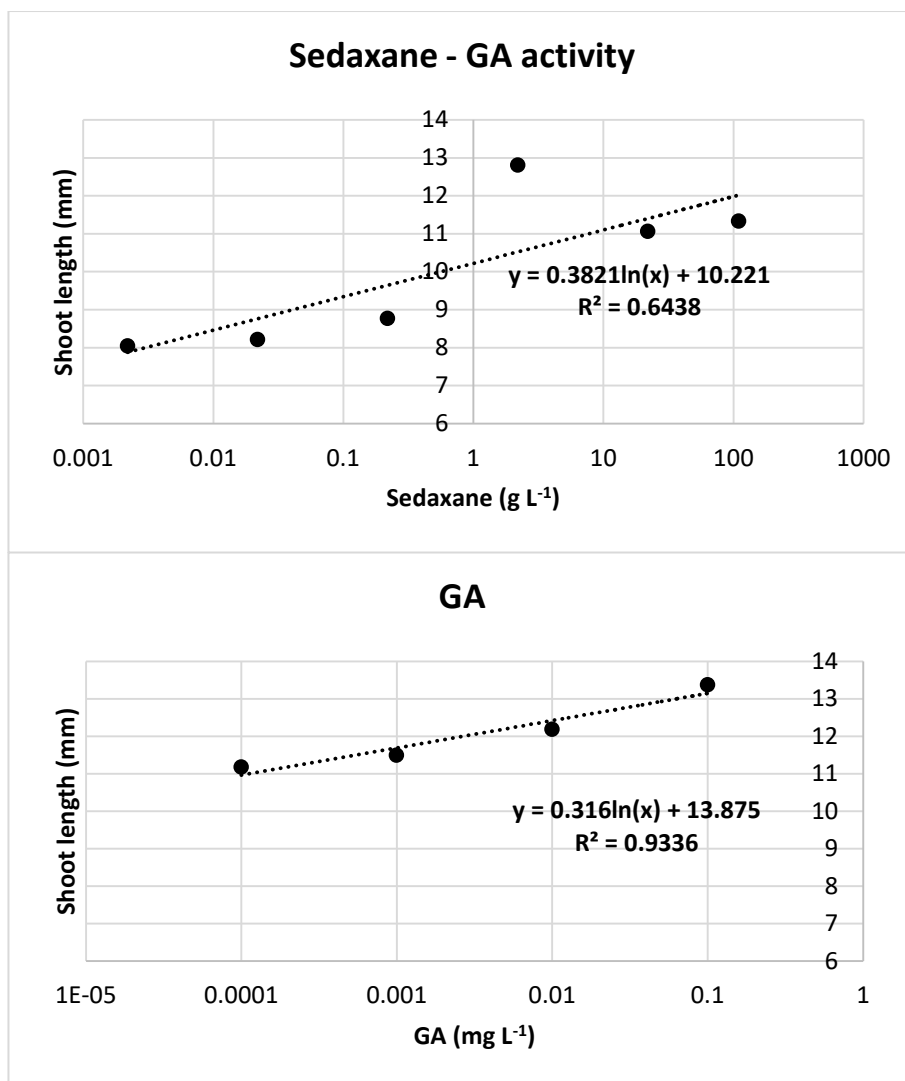 Sedaxane - GA activity
14
13
12
11
10
9
8
7
6
Shoot length (mm)
y = 0.3821ln(x) + 10.221
R² = 0.6438
0.001 0.01 0.1 1 10 100 1000
Sedaxane (g L⁻¹)
GA
14
13
12
11
10
9
8
7
6
Shoot length (mm)
y = 0.316ln(x) + 13.875
R² = 0.9336
1E-05 0.0001 0.001 0.01 0.1 1
GA (mg L⁻¹)